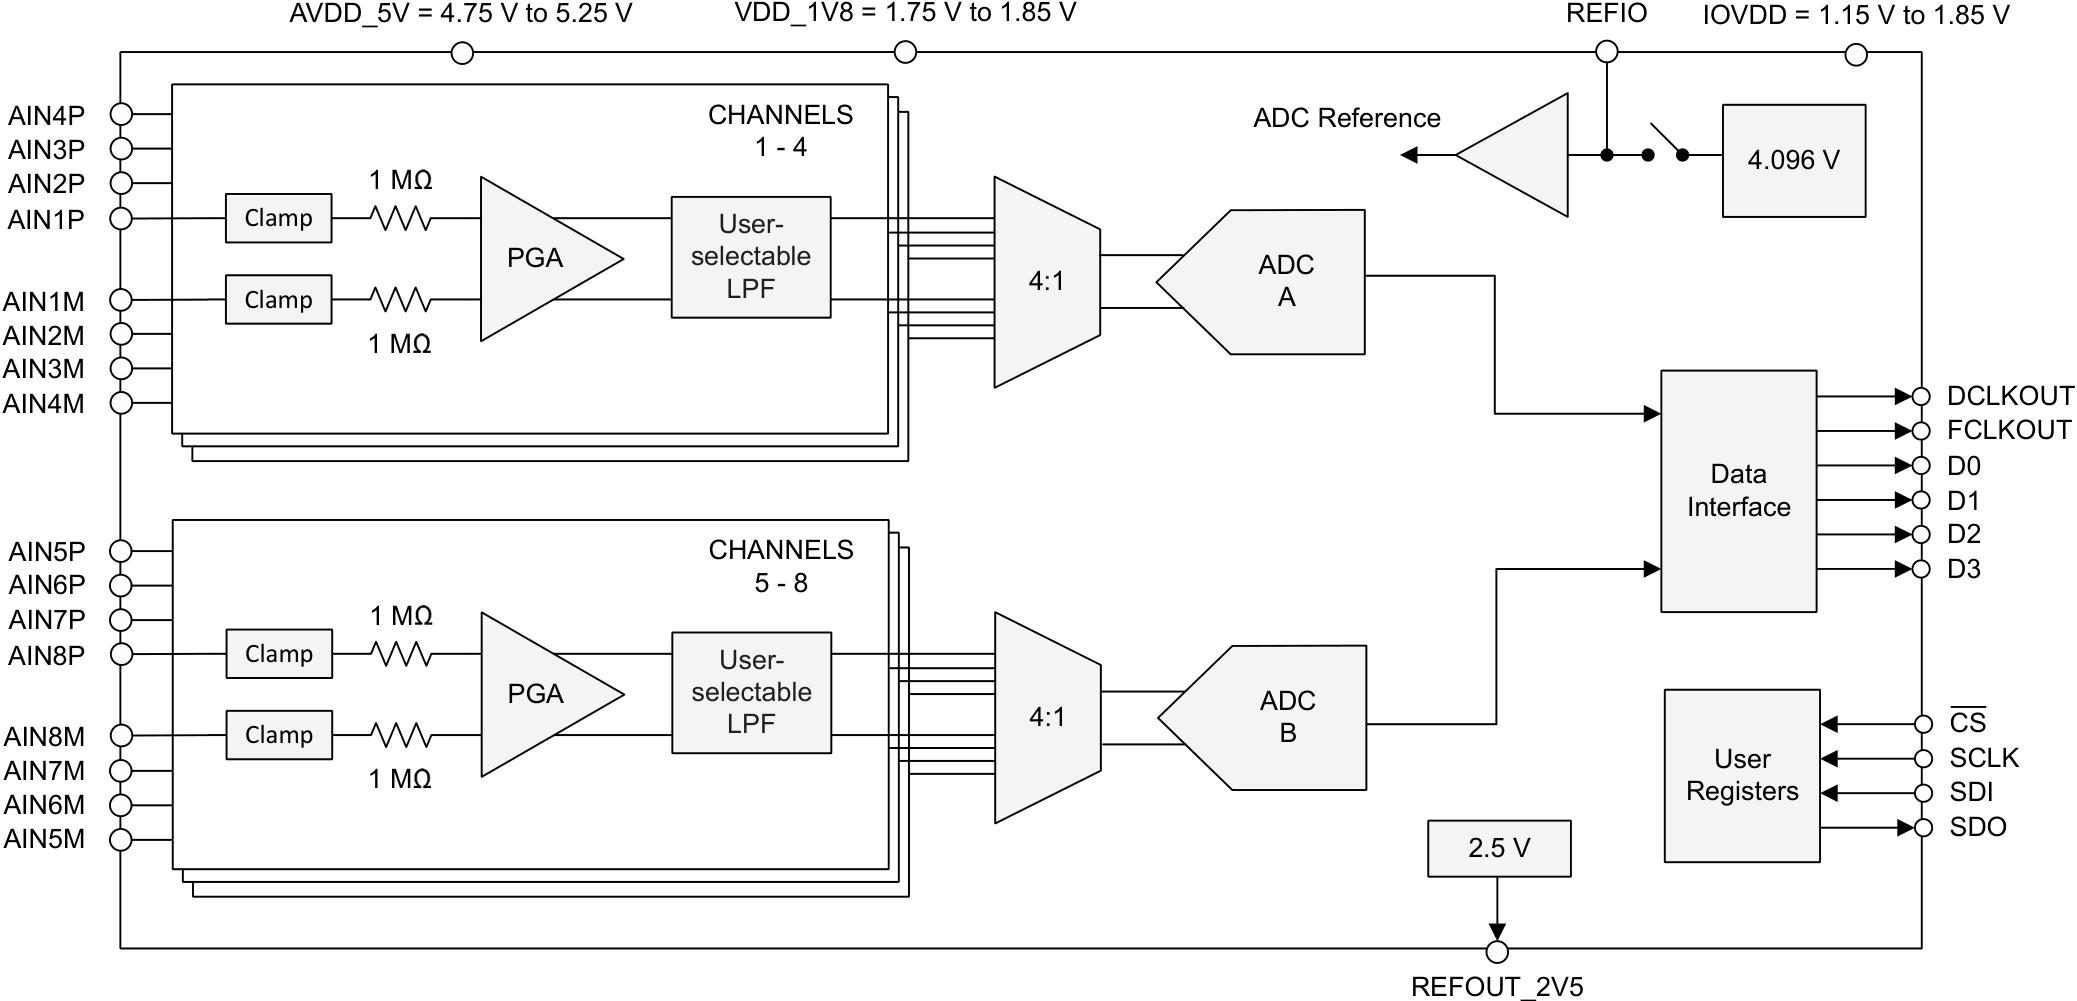 AVDD_5V = 4.75 V to 5.25 V
VDD_1V8 = 1.75 V to 1.85 V
REFIO
IOVDD = 1.15 V to 1.85 V
AIN4P
AIN3P
AIN2P
AIN1P
AIN1M
AIN2M
AIN3M
AIN4M
CHANNELS
1 - 4
1 MΩ
Clamp
Clamp
1 MΩ
PGA
User-
selectable
LPF
4:1
ADC
A
ADC Reference
4.096 V
Data
Interface
DCLKOUT
FCLKOUT
D0
D1
D2
D3
AIN5P
AIN6P
AIN7P
AIN8P
AIN8M
AIN7M
AIN6M
AIN5M
CHANNELS
5 - 8
1 MΩ
Clamp
Clamp
1 MΩ
PGA
User-
selectable
LPF
4:1
ADC
B
User
Registers
C̅S̅
SCLK
SDI
SDO
2.5 V
REFOUT_2V5